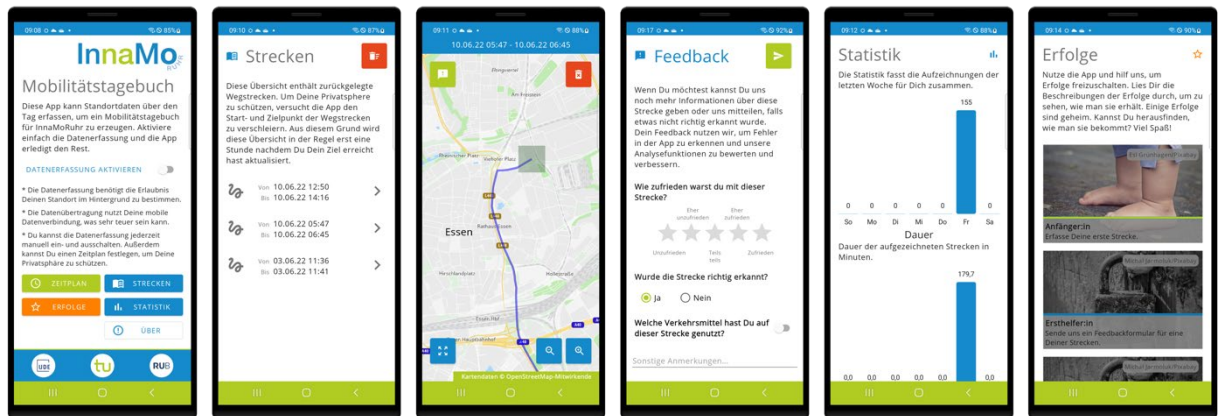 09:08
85%
InnaMo
RUHR
Mobilitätstagebuch
Diese App kann Standortdaten über den
Tag erfassen, um ein Mobilitätstagebuch
für InnaMoRuhr zu erzeugen. Aktiviere
einfach die Datenerfassung und die App
erledigt den Rest.
DATENERFASSUNG AKTIVIEREN
* Die Datenerfassung benötigt die Erlaubnis
Deinen Standort im Hintergrund zu bestimmen.
* Die Datenübertragung nutzt Deine mobile
Datenverbindung, was sehr teuer sein kann.
* Du kannst die Datenerfassung jederzeit
manuell ein- und ausschalten. Außerdem
kannst Du einen Zeitplan festlegen, um Deine
Privatsphäre zu schützen.
ZEITPLAN
STRECKEN
ERFOLGE
STATISTIK
ÜBER
UDE
tu
RUB
09:10
87%
Strecken
Diese Übersicht enthält zurückgelegte
Wegstrecken. Um Deine Privatsphare
zu schützen, versucht die App den
Start- und Zielpunkt der Wegstrecken
zu verschleiern. Aus diesem Grund wird
diese Übersicht in der Regel erst eine
Stunde nachdem Du Dein Ziel erreicht
hast aktualisiert.
Von 10.06.22 12:50
Bis 10.06.22 14:16
Von 10.06.22 05:47
Bis 10.06.22 06:45
Von 03.06.22 11:36
Bis 03.06.22 11:41
09:11
88%
10.06.22 05:47 - 10.06.22 06:45
Am Freistein
Viehofer Platz
Rathaus Essen
Essen
Hirschlandplatz
Hollestraße
Essen Hbf
Kartendaten © OpenStreetMap-Mitwirkende
09:17
92%
Feedback
Wenn Du möchtest kannst Du uns
noch mehr Informationen über diese
Strecke geben oder uns mitteilen, falls
etwas nicht richtig erkannt wurde.
Dein Feedback nutzen wir, um Fehler
in der App zu erkennen und unsere
Analysefunktionen zu bewerten und
verbessern.
Wie zufrieden warst du mit dieser
Strecke?
Eher
unzufrieden
Eher
zufrieden
Unzufrieden
Teils
teils
Zufrieden
Wurde die Strecke richtig erkannt?
Ja
Nein
Welche Verkehrsmittel hast Du auf
dieser Strecke genutzt?
Sonstige Anmerkungen...
09:12
88%
Statistik
Die Statistik fasst die Aufzeichnungen der
letzten Woche für Dich zusammen.
155
0 0 0 0 0 0
So Mo Di Mi Do Fr Sa
Dauer
Dauer der aufgezeichneten Strecken in
Minuten.
179,7
0,0 0,0 0,0 0,0 0,0 0,0
09:14
90%
Erfolge
Nutze die App und hilf uns, um
Erfolge freizuschalten. Lies Dir die
Beschreibungen der Erfolge durch, um zu
sehen, wie man sie erhält. Einige Erfolge
sind geheim. Kannst Du herausfinden,
wie man sie bekommt? Viel Spaß!
Anfänger:in
Erfasse Deine erste Strecke.
Ersthelfer:in
Sende uns ein Feedbackformular für eine
Deiner Strecken.